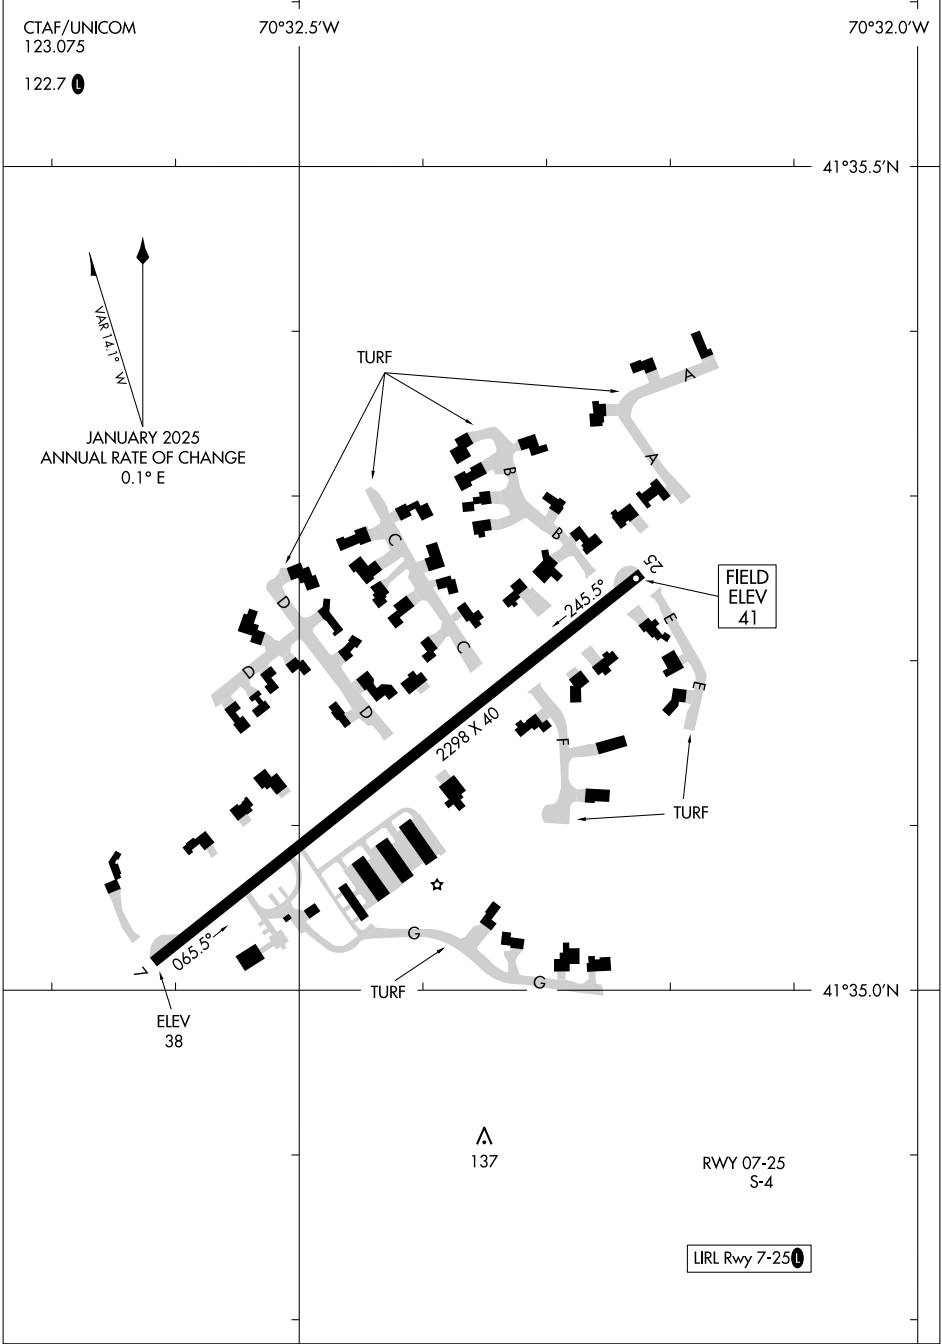 CTAF/UNICOM
123.075
122.7 L
70°32.5'W
70°32.0'W
41°35.5'N
VAR 14.1° W
JANUARY 2025
ANNUAL RATE OF CHANGE
0.1° E
TURF
A
A
B
B
C
C
D
D
D
25
245.5°
FIELD
ELEV
41
E
E
2298 X 40
F
TURF
065.5°
7
G
G
TURF
41°35.0'N
ELEV
38
137
RWY 07-25
S-4
LIRL Rwy 7-25 L